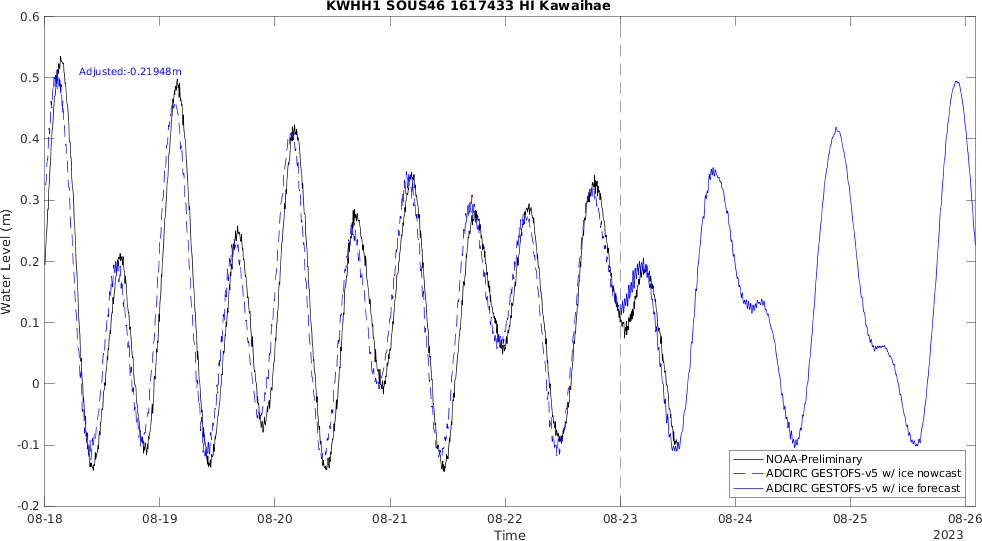 KWHH1 SOUS46 1617433 HI Kawaihae
Adjusted:-0.21948m
Water Level (m)
0.6
0.5
0.4
0.3
0.2
0.1
0
-0.1
-0.2
NOAA-Preliminary
ADCIRC GESTOFS-v5 w/ ice nowcast
ADCIRC GESTOFS-v5 w/ ice forecast
08-18 08-19 08-20 08-21 08-22 08-23 08-24 08-25 08-26
Time
2023